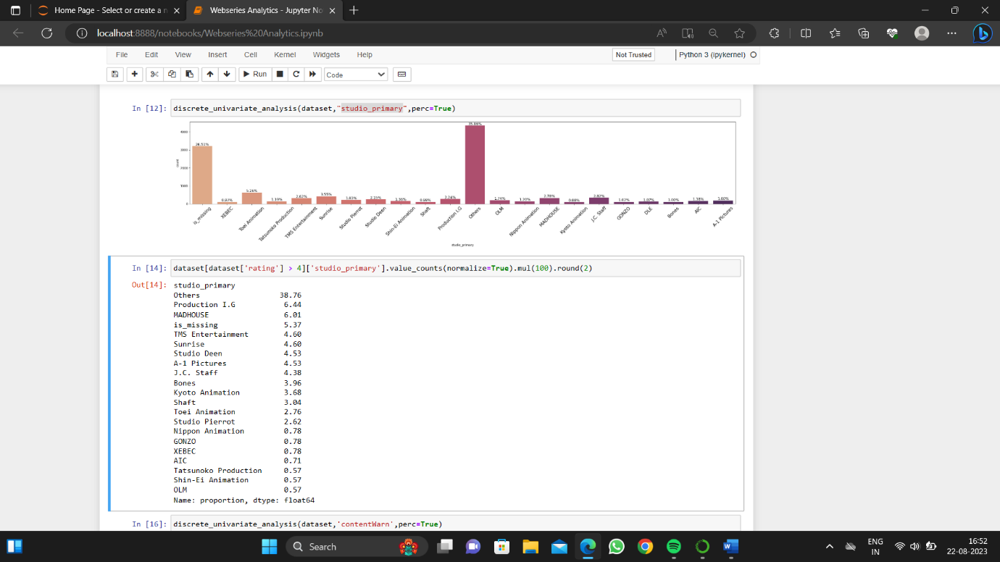 Home Page - Select or create a n
Webseries Analytics - Jupyter No
localhost:8888/notebooks/Webseries%20Analytics.ipynb
File Edit View Insert Cell Kernel Widgets Help
Not Trusted
Python 3 (ipykernel)
Run
Code
In [12]: discrete_univariate_analysis(dataset,"studio_primary",perc=True)
35.86%
4000
26.51%
3000
count
2000
1000
5.26% 3.55%
0.97% 1.19% 2.62% 1.83% 2.25% 1.36% 0.98% 2.24% 1.74% 1.20% 2.78% 0.88% 2.82% 1.02% 1.07% 1.00% 1.38% 1.60%
0
is_missing XEBEC Toei Animation Tatsunoko Production TMS Entertainment Sunrise Studio Pierrot Studio Deen Shin-Ei Animation Shaft Production I.G Others OLM Nippon Animation MADHOUSE Kyoto Animation J.C. Staff GONZO DLE Bones AIC A-1 Pictures
studio_primary
In [14]: dataset[dataset['rating'] > 4]['studio_primary'].value_counts(normalize=True).mul(100).round(2)
Out[14]: studio_primary
Others 38.76
Production I.G 6.44
MADHOUSE 6.01
is_missing 5.37
TMS Entertainment 4.60
Sunrise 4.60
Studio Deen 4.53
A-1 Pictures 4.53
J.C. Staff 4.38
Bones 3.96
Kyoto Animation 3.68
Shaft 3.04
Toei Animation 2.76
Studio Pierrot 2.62
Nippon Animation 0.78
GONZO 0.78
XEBEC 0.78
AIC 0.71
Tatsunoko Production 0.57
Shin-Ei Animation 0.57
OLM 0.57
Name: proportion, dtype: float64
In [16]: discrete_univariate_analysis(dataset,'contentWarn',perc=True)
Search
ENG
IN
16:52
22-08-2023